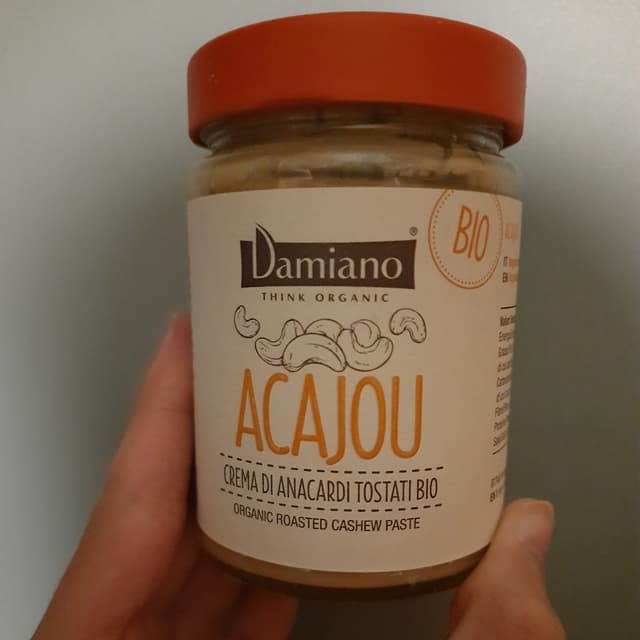 Damiano®
THINK ORGANIC
BIO
ACAJOU
CREMA DI ANACARDI TOSTATI BIO
ORGANIC ROASTED CASHEW PASTE